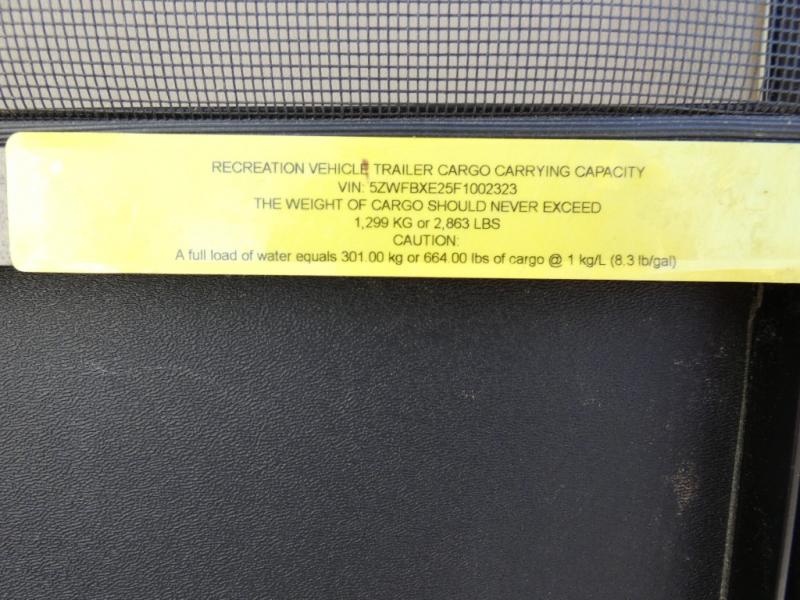 RECREATION VEHICLE TRAILER CARGO CARRYING CAPACITY
VIN: 5ZWFBXE25F1002323
THE WEIGHT OF CARGO SHOULD NEVER EXCEED
1,299 KG or 2,863 LBS
CAUTION:
A full load of water equals 301.00 kg or 664.00 lbs of cargo @ 1 kg/L (8.3 lb/gal)